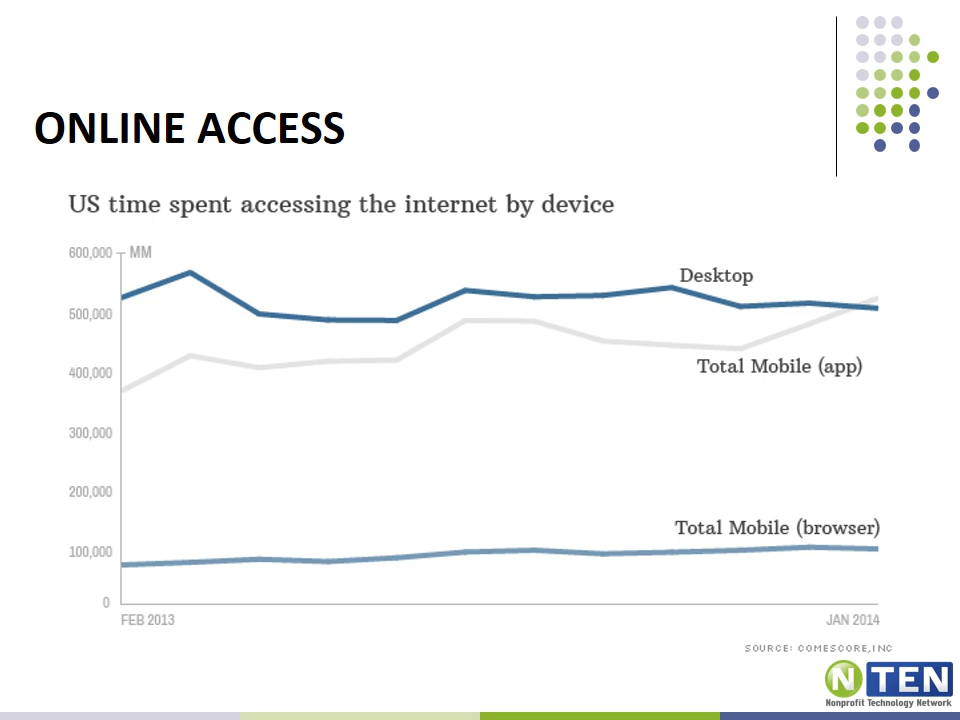 ONLINE ACCESS
US time spent accessing the internet by device
600,000 MM
Desktop
500,000
400,000
Total Mobile (app)
300,000
200,000
Total Mobile (browser)
100,000
0
FEB 2013 JAN 2014
SOURCE: COMESCORE,INC
NTEN
Nonprofit Technology Network